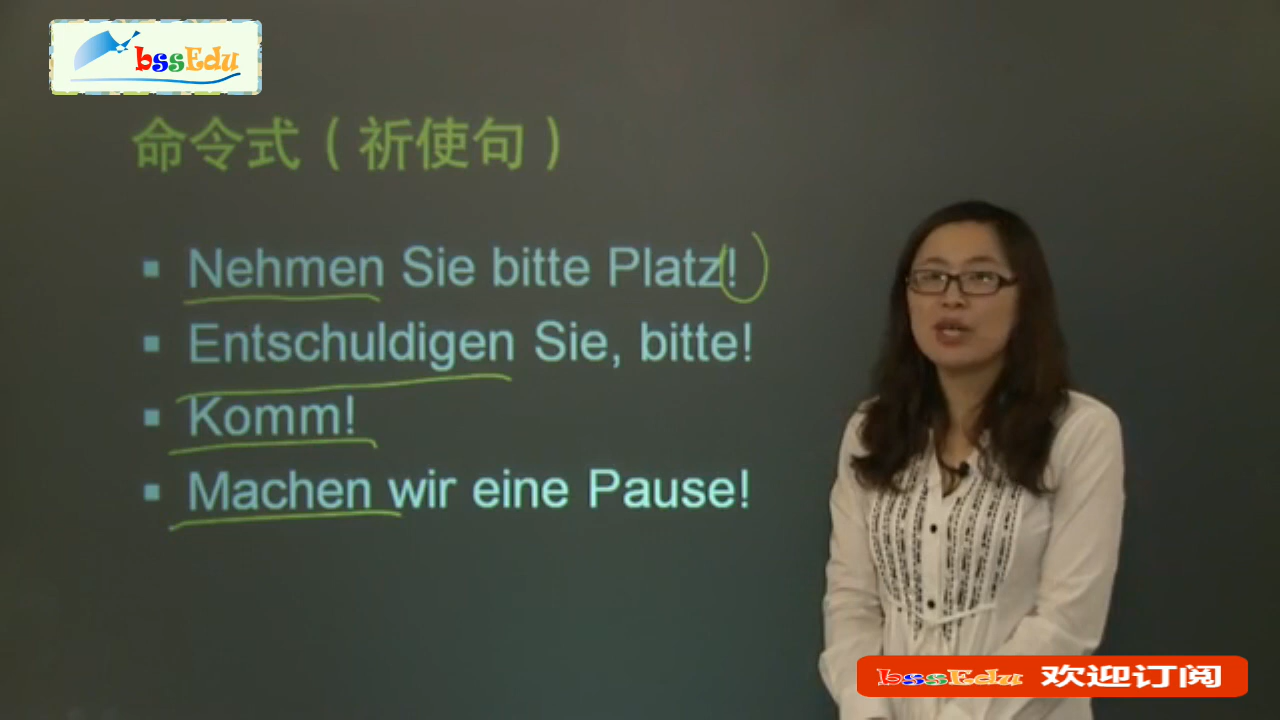 bssEdu
命令式（祈使句）
Nehmen Sie bitte Platz!
Entschuldigen Sie, bitte!
Komm!
Machen wir eine Pause!
bssEdu 欢迎订阅